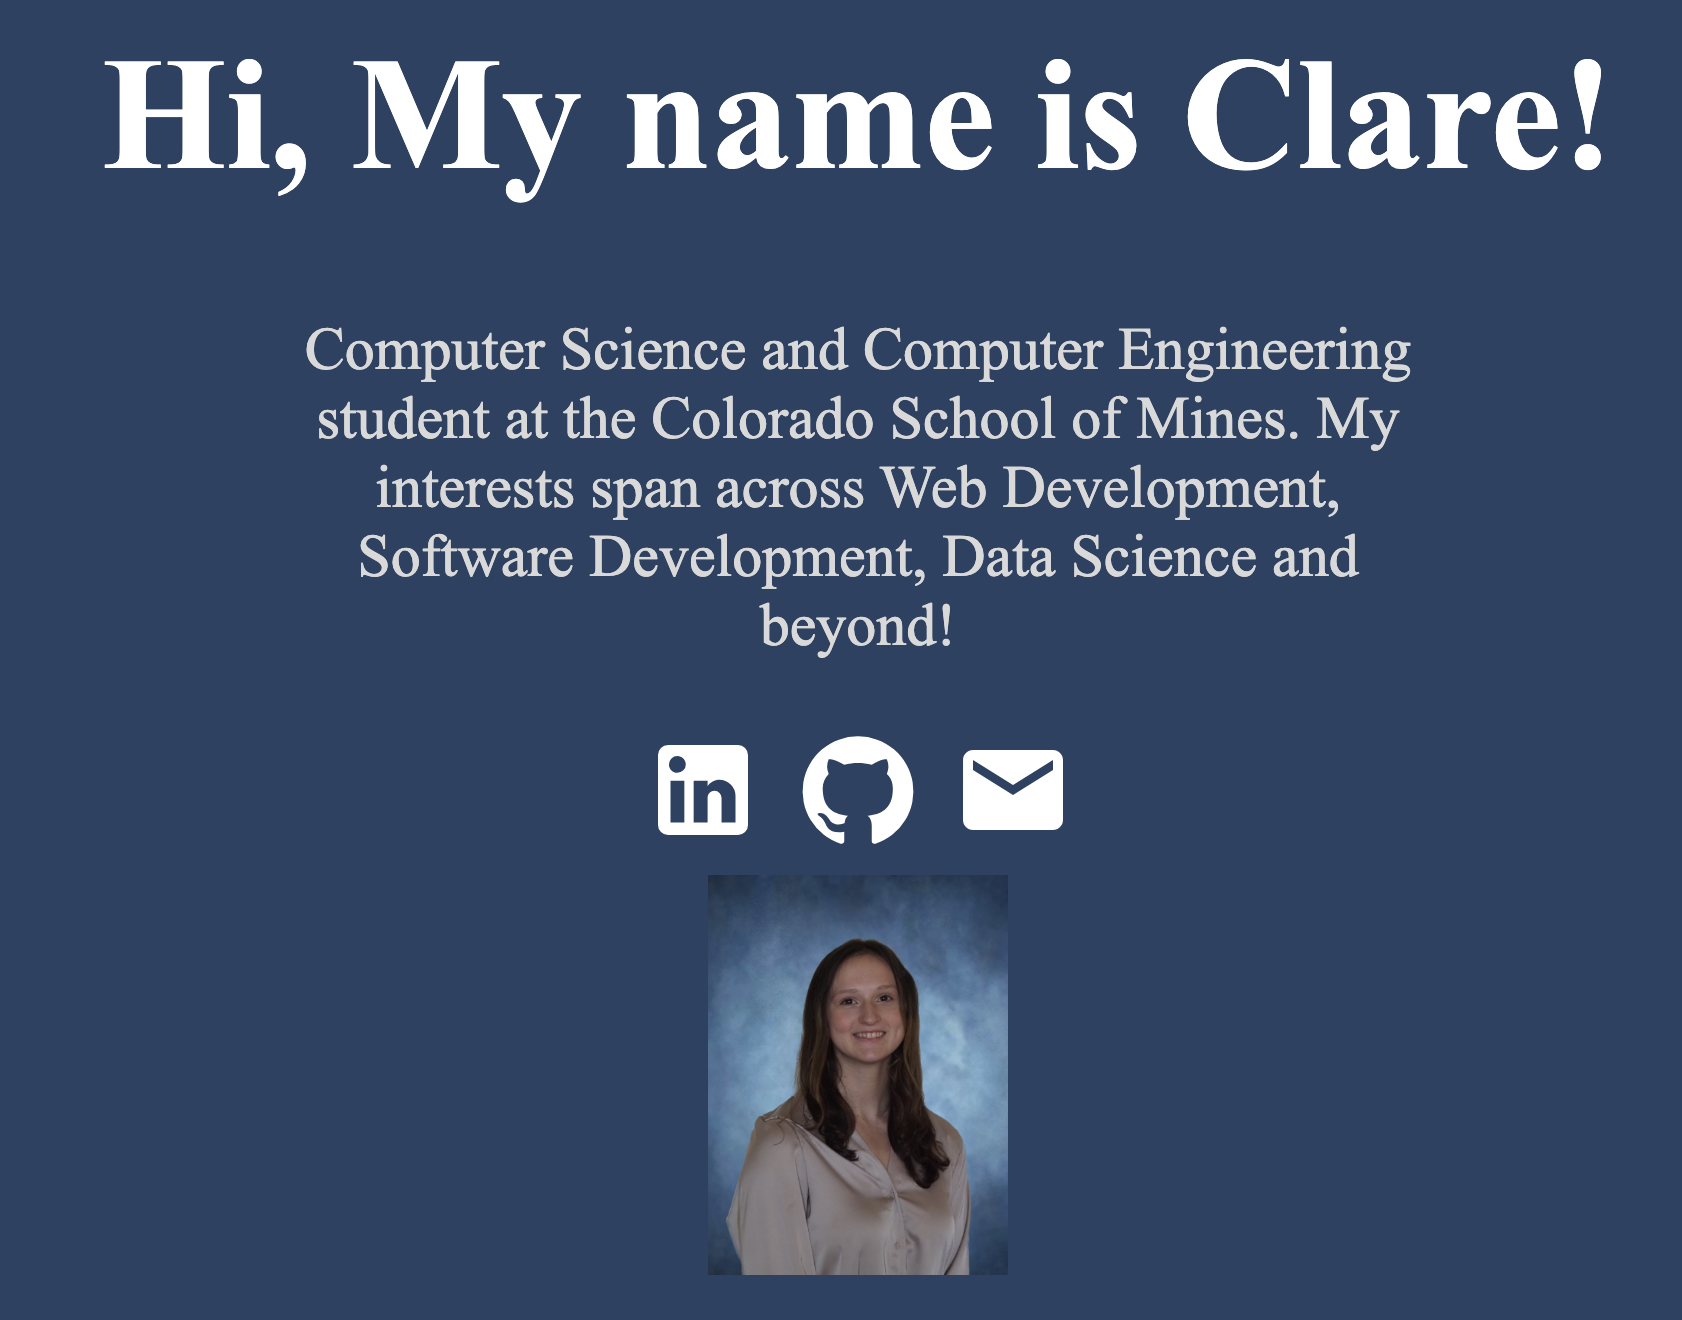 Hi, My name is Clare!
Computer Science and Computer Engineering
student at the Colorado School of Mines. My
interests span across Web Development,
Software Development, Data Science and
beyond!
in